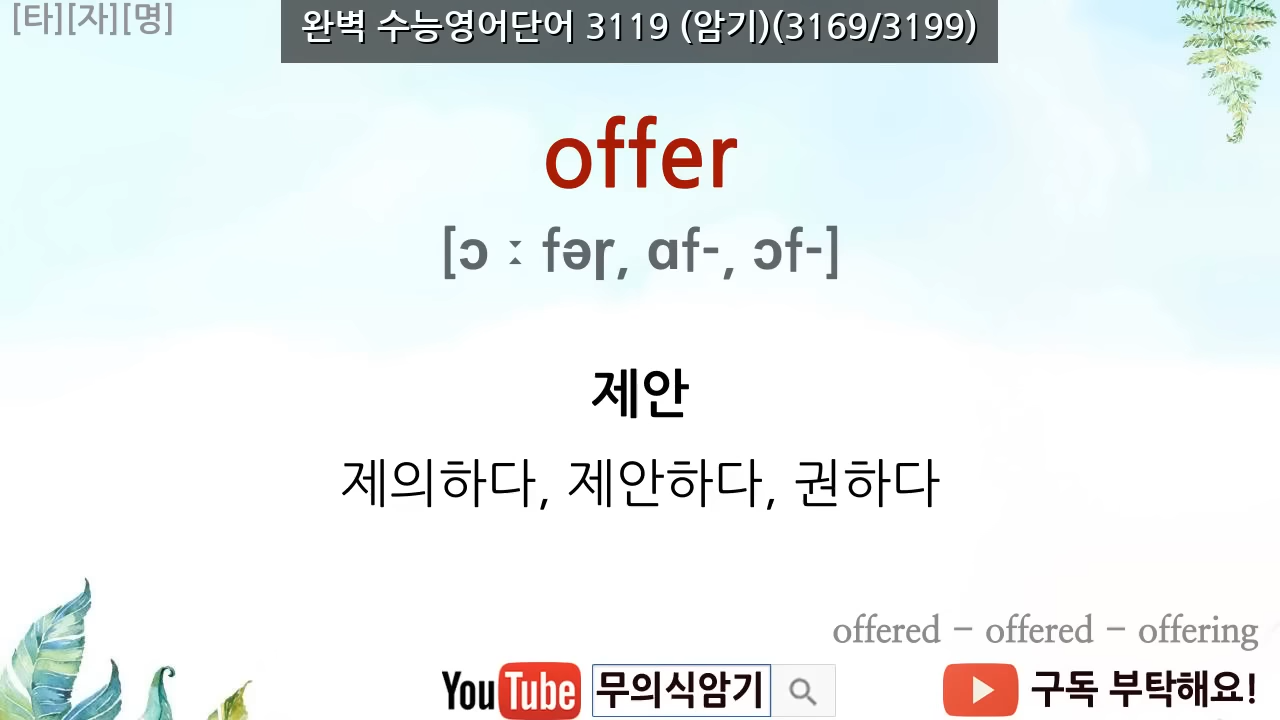 [타][자][명]
완벽 수능영어단어 3119 (암기)(3169/3199)
offer
[ɔːfəɼ, ɑf-, ɔf-]
제안
제의하다, 제안하다, 권하다
offered - offered - offering
YouTube 무의식암기
구독 부탁해요!